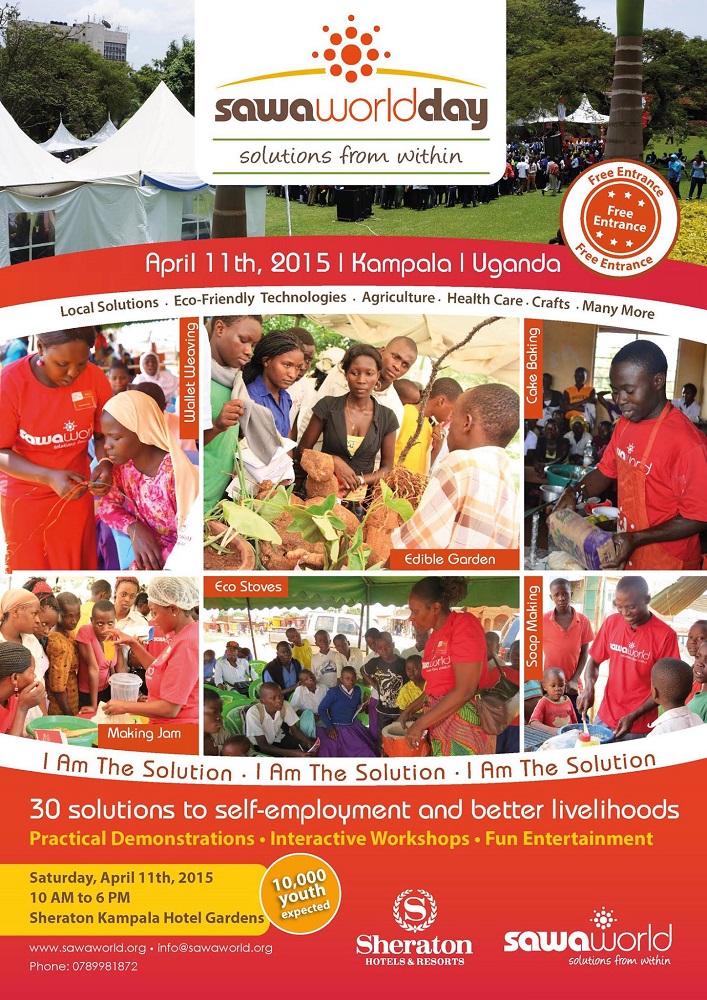 sawaworldday
solutions from within
Free Entrance
Free
Entrance
Free Entrance
April 11th, 2015 | Kampala | Uganda
Local Solutions . Eco-Friendly Technologies . Agriculture . Health Care . Crafts . Many More
Wallet Weaving
Edible Garden
Cake Baking
Making Jam
Eco Stoves
Soap Making
I Am The Solution . I Am The Solution . I Am The Solution
30 solutions to self-employment and better livelihoods
Practical Demonstrations • Interactive Workshops • Fun Entertainment
Saturday, April 11th, 2015
10 AM to 6 PM
Sheraton Kampala Hotel Gardens
10,000
youth
expected
www.sawaworld.org • info@sawaworld.org
Phone: 0789981872
S
Sheraton
HOTELS & RESORTS
sawaworld
solutions from within